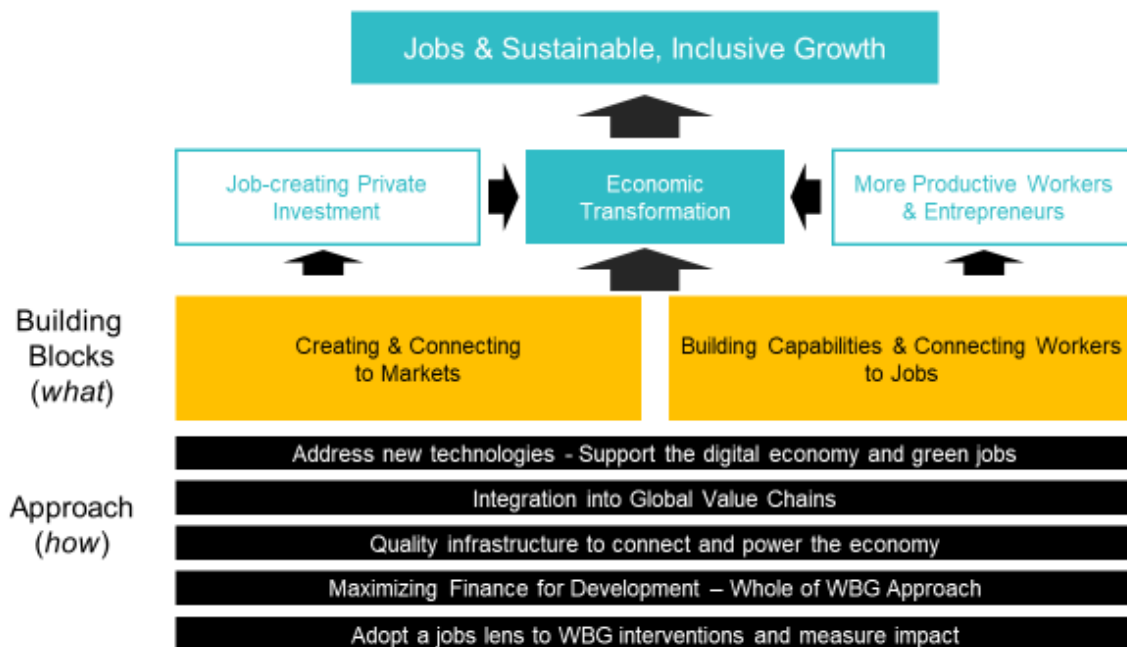 Jobs & Sustainable, Inclusive Growth
Job-creating Private
Investment
Economic
Transformation
More Productive Workers
& Entrepreneurs
Building
Blocks
(what)
Creating & Connecting
to Markets
Building Capabilities & Connecting Workers
to Jobs
Approach
(how)
Address new technologies - Support the digital economy and green jobs
Integration into Global Value Chains
Quality infrastructure to connect and power the economy
Maximizing Finance for Development – Whole of WBG Approach
Adopt a jobs lens to WBG interventions and measure impact